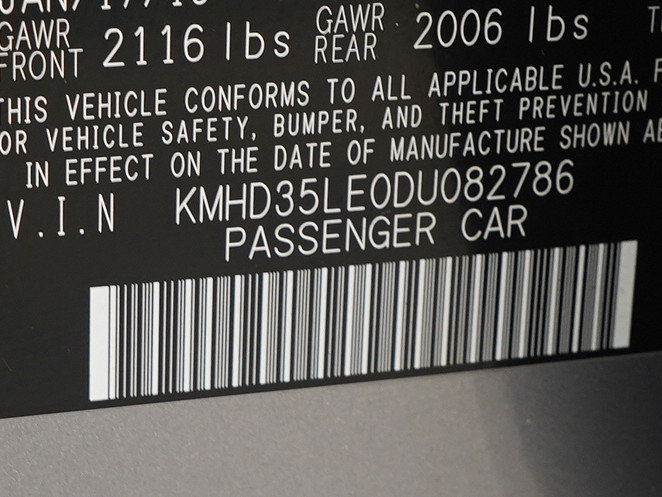 GAWR FRONT 2116 lbs GAWR REAR 2006 lbs
THIS VEHICLE CONFORMS TO ALL APPLICABLE U.S.A. F
OR VEHICLE SAFETY, BUMPER, AND THEFT PREVENTION
IN EFFECT ON THE DATE OF MANUFACTURE SHOWN AB
V.I.N KMHD35LE0DU082786
PASSENGER CAR